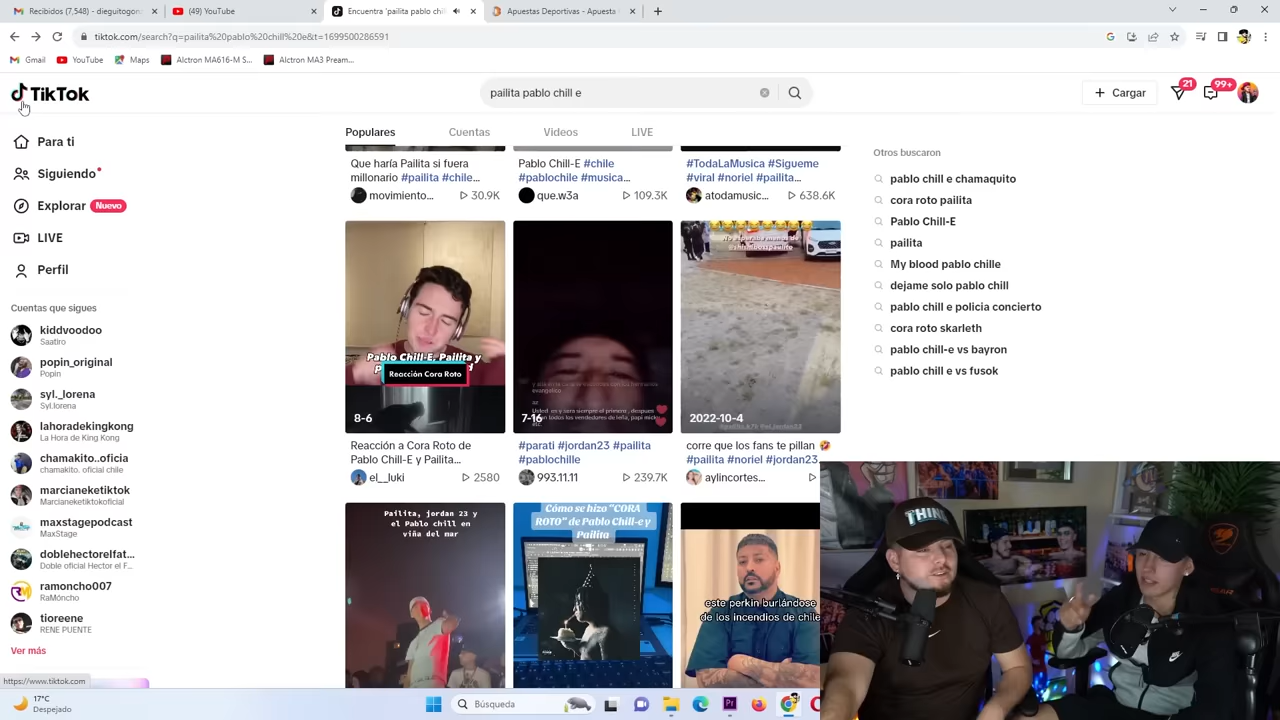 Recibidos (7,548) - dieguitogon
(49) YouTube
Encuentra 'pailita pablo chill
Apuestas Deportivas - Apuesta
tiktok.com/search?q=pailita%20pablo%20chill%20e&t=1699500286591
Gmail
YouTube
Maps
Alctron MA616-M S...
Alctron MA3 Pream...
TikTok
pailita pablo chill e
Cargar
21
99+
Para ti
Siguiendo
Explorar Nuevo
LIVE
Perfil
Cuentas que sigues
kiddvoodoo
Saatiro
popin_original
Popin
syl._lorena
Syl.lorena
lahoradekingkong
La Hora de King Kong
chamakito..oficia
chamakito. oficial chile
marcianeketiktok
Marcianeketiktokoficial
maxstagepodcast
MaxStage
doblehectorelfat...
Doble oficial Hector el F...
ramoncho007
RaMóncho
tioreene
RENE PUENTE
Ver más
https://www.tiktok.com
Populares
Cuentas
Videos
LIVE
Que haría Pailita si fuera
millonario #pailita #chile...
movimiento...
30.9K
Pablo Chill-E #chile
#pablochile #musica...
que.w3a
109.3K
#TodaLaMusica #Sigueme
#viral #noriel #pailita...
atodamusic...
638.6K
Pablo Chill-E, Pailita y
Reacción Cora Roto
8-6
Reacción a Cora Roto de
Pablo Chill-E y Pailita...
el__luki
2580
7-16
#parati #jordan23 #pailita
#pablochille
993.11.11
239.7K
2022-10-4
corre que los fans te pillan
#pailita #noriel #jordan23
aylincortes...
Pailita, jordan 23 y
el Pablo chill en
viña del mar
Cómo se hizo "CORA
ROTO" de Pablo Chill-e y
Pailita
este perkin burlándose
de los incendios de chile
Otros buscaron
pablo chill e chamaquito
cora roto pailita
Pablo Chill-E
pailita
My blood pablo chille
dejame solo pablo chill
pablo chill e policia concierto
cora roto skarleth
pablo chill-e vs bayron
pablo chill e vs fusok
THINK
17°C
Despejado
Búsqueda
Pr